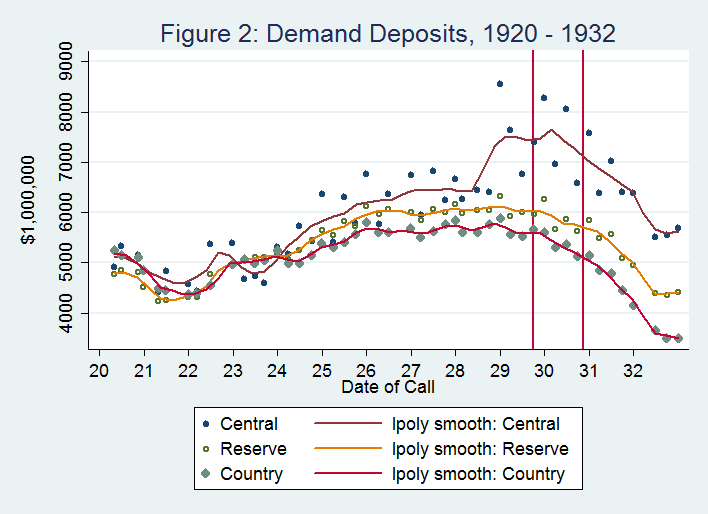 Figure 2: Demand Deposits, 1920 - 1932
$1,000,000
9000
8000
7000
6000
5000
4000
20 21 22 23 24 25 26 27 28 29 30 31 32
Date of Call
Central lpoly smooth: Central
Reserve lpoly smooth: Reserve
Country lpoly smooth: Country